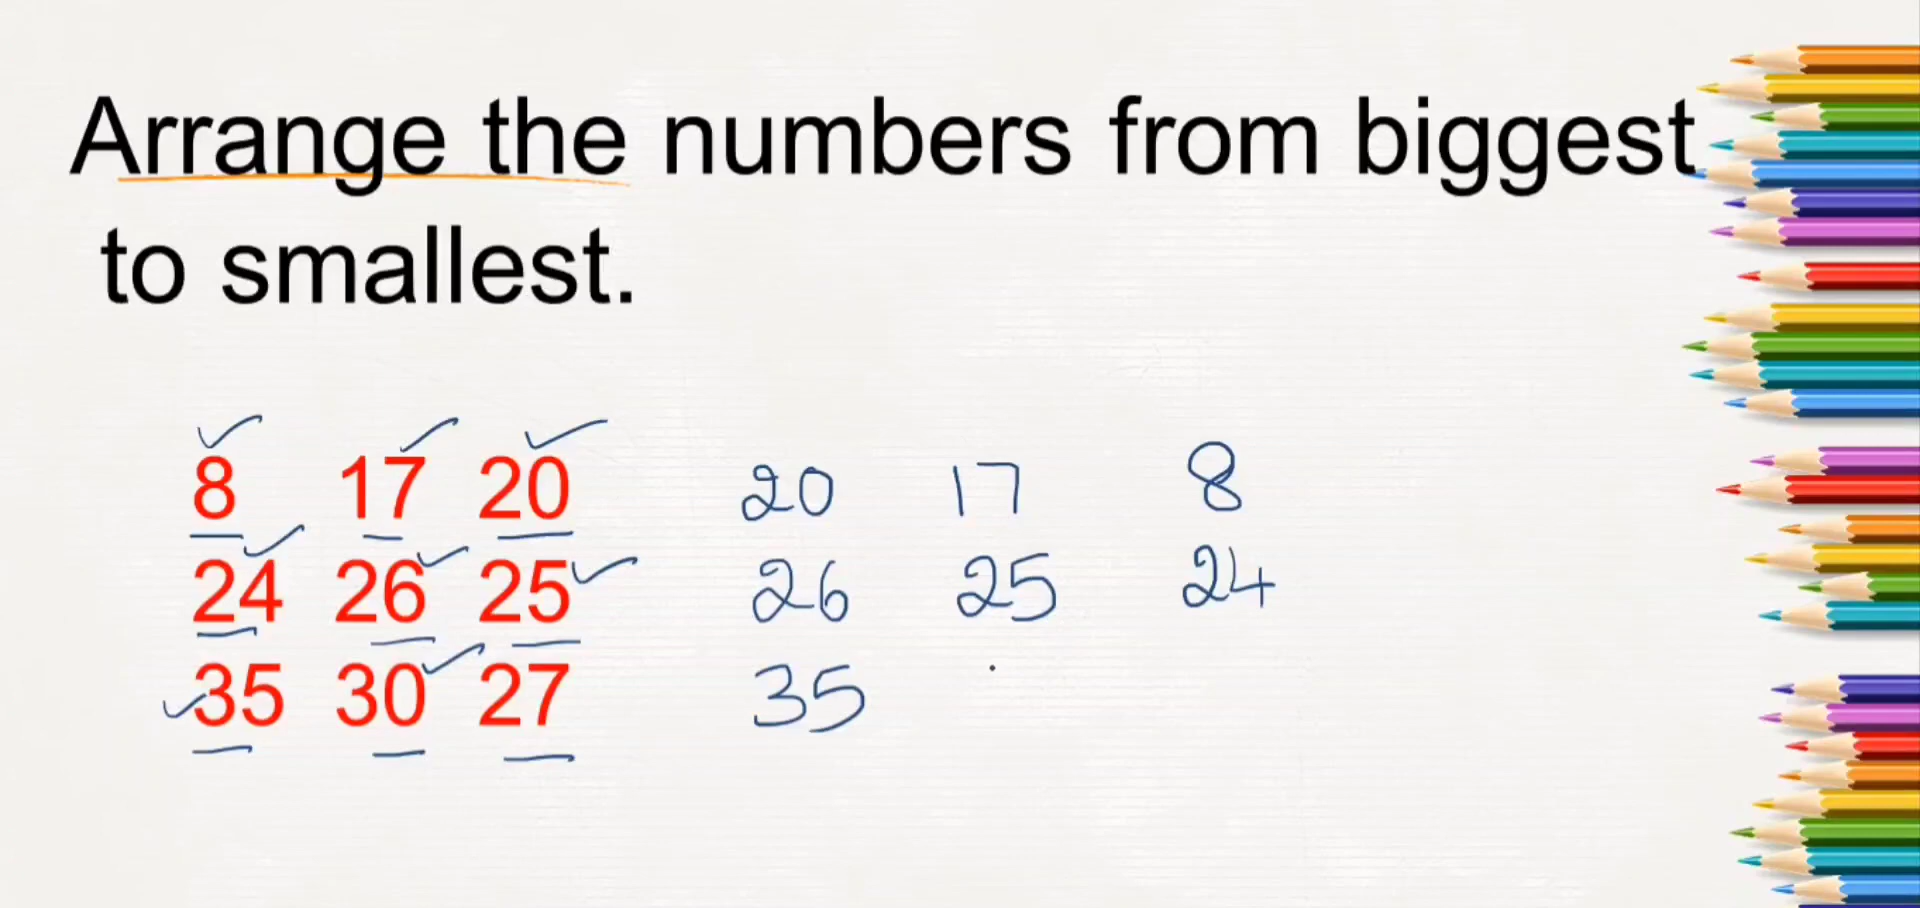 Arrange the numbers from biggest
to smallest.
8 17 20 20 17 8
24 26 25 26 25 24
35 30 27 35